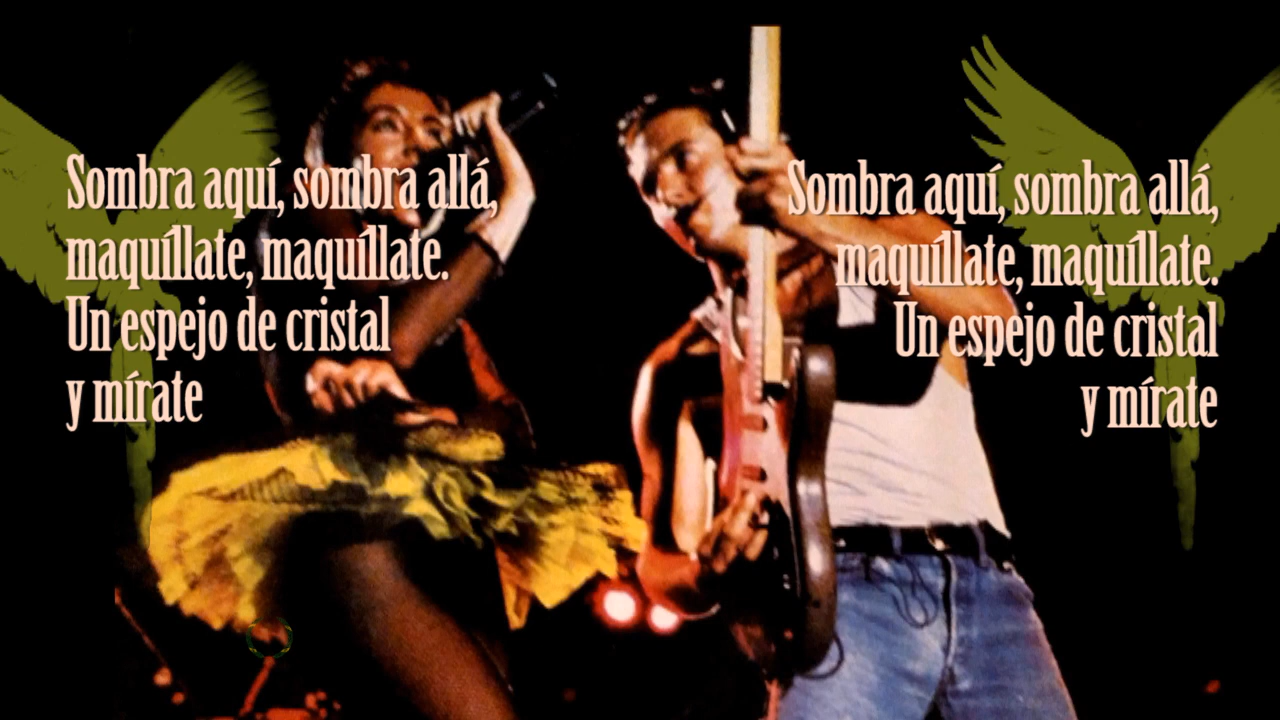 Sombra aquí, sombra allá,
maquíllate, maquíllate.
Un espejo de cristal
y mírate
Sombra aquí, sombra allá,
maquíllate, maquíllate.
Un espejo de cristal
y mírate